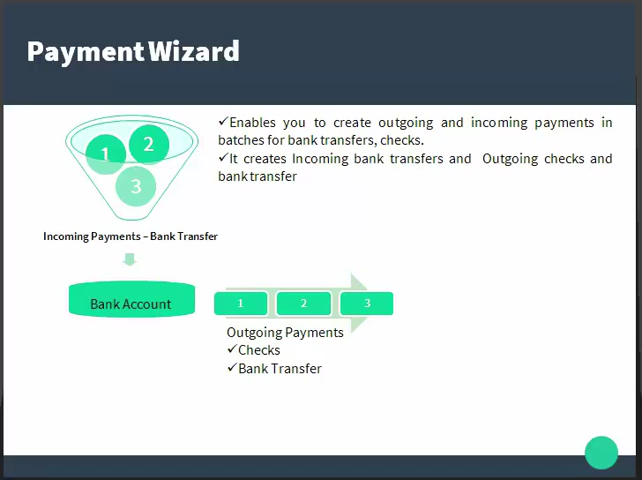 Payment Wizard
1
2
3
✓Enables you to create outgoing and incoming payments in
batches for bank transfers, checks.
✓It creates Incoming bank transfers and Outgoing checks and
bank transfer
Incoming Payments – Bank Transfer
Bank Account
1 2 3
Outgoing Payments
✓Checks
✓Bank Transfer